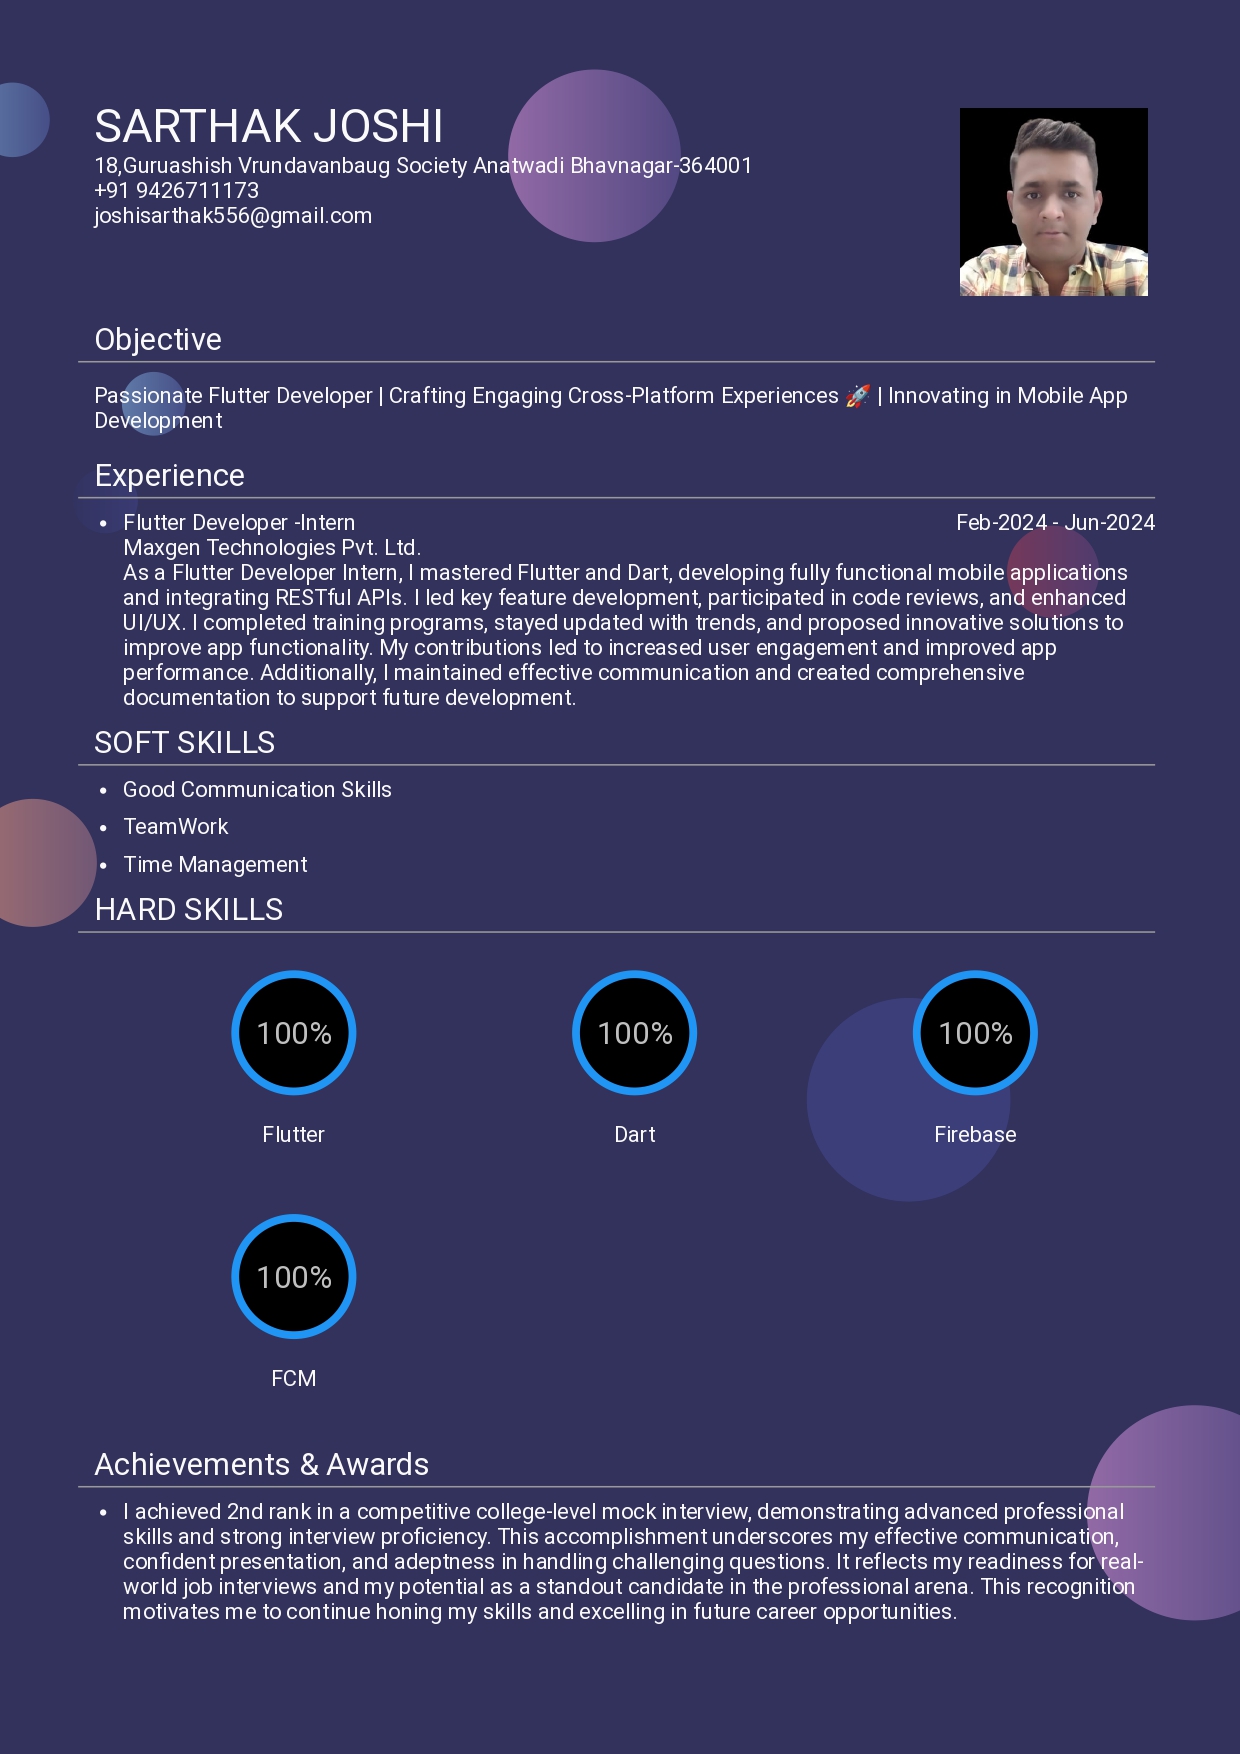 SARTHAK JOSHI
18,Guruashish Vrundavanbaug Society Anatwadi Bhavnagar-364001
+91 9426711173
joshisarthak556@gmail.com
Objective
Passionate Flutter Developer | Crafting Engaging Cross-Platform Experiences 🚀 | Innovating in Mobile App
Development
Experience
• Flutter Developer -Intern Feb-2024 - Jun-2024
Maxgen Technologies Pvt. Ltd.
As a Flutter Developer Intern, I mastered Flutter and Dart, developing fully functional mobile applications
and integrating RESTful APIs. I led key feature development, participated in code reviews, and enhanced
UI/UX. I completed training programs, stayed updated with trends, and proposed innovative solutions to
improve app functionality. My contributions led to increased user engagement and improved app
performance. Additionally, I maintained effective communication and created comprehensive
documentation to support future development.
SOFT SKILLS
• Good Communication Skills
• TeamWork
• Time Management
HARD SKILLS
100% 100% 100%
Flutter Dart Firebase
100%
FCM
Achievements & Awards
• I achieved 2nd rank in a competitive college-level mock interview, demonstrating advanced professional
skills and strong interview proficiency. This accomplishment underscores my effective communication,
confident presentation, and adeptness in handling challenging questions. It reflects my readiness for real-
world job interviews and my potential as a standout candidate in the professional arena. This recognition
motivates me to continue honing my skills and excelling in future career opportunities.